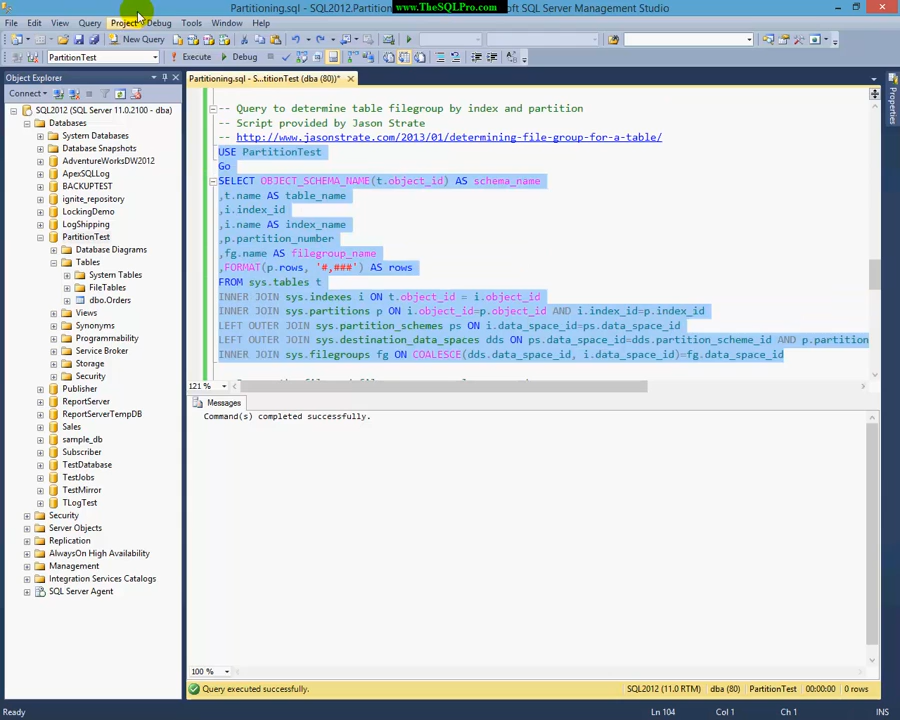 Partitioning.sql - SQL2012.Partition
www.TheSQLPro.com
oft SQL Server Management Studio
File Edit View Query Project Debug Tools Window Help
New Query
PartitionTest
Execute Debug
Object Explorer
Connect
SQL2012 (SQL Server 11.0.2100 - dba)
Databases
System Databases
Database Snapshots
AdventureWorksDW2012
ApexSQLLog
BACKUPTEST
ignite_repository
LockingDemo
LogShipping
PartitionTest
Database Diagrams
Tables
System Tables
FileTables
dbo.Orders
Views
Synonyms
Programmability
Service Broker
Storage
Security
Publisher
ReportServer
ReportServerTempDB
Sales
sample_db
Subscriber
TestDatabase
TestJobs
TestMirror
TLogTest
Security
Server Objects
Replication
AlwaysOn High Availability
Management
Integration Services Catalogs
SQL Server Agent
Partitioning.sql - S...titionTest (dba (80))*
-- Query to determine table filegroup by index and partition
-- Script provided by Jason Strate
-- http://www.jasonstrate.com/2013/01/determining-file-group-for-a-table/
USE PartitionTest
Go
SELECT OBJECT_SCHEMA_NAME(t.object_id) AS schema_name
,t.name AS table_name
,i.index_id
,i.name AS index_name
,p.partition_number
,fg.name AS filegroup_name
,FORMAT(p.rows, '#,###') AS rows
FROM sys.tables t
INNER JOIN sys.indexes i ON t.object_id = i.object_id
INNER JOIN sys.partitions p ON i.object_id=p.object_id AND i.index_id=p.index_id
LEFT OUTER JOIN sys.partition_schemes ps ON i.data_space_id=ps.data_space_id
LEFT OUTER JOIN sys.destination_data_spaces dds ON ps.data_space_id=dds.partition_scheme_id AND p.partition
INNER JOIN sys.filegroups fg ON COALESCE(dds.data_space_id, i.data_space_id)=fg.data_space_id
121 %
Messages
Command(s) completed successfully.
100 %
Query executed successfully.
SQL2012 (11.0 RTM) dba (80) PartitionTest 00:00:00 0 rows
Properties
Ready
Ln 104 Col 1 Ch 1 INS